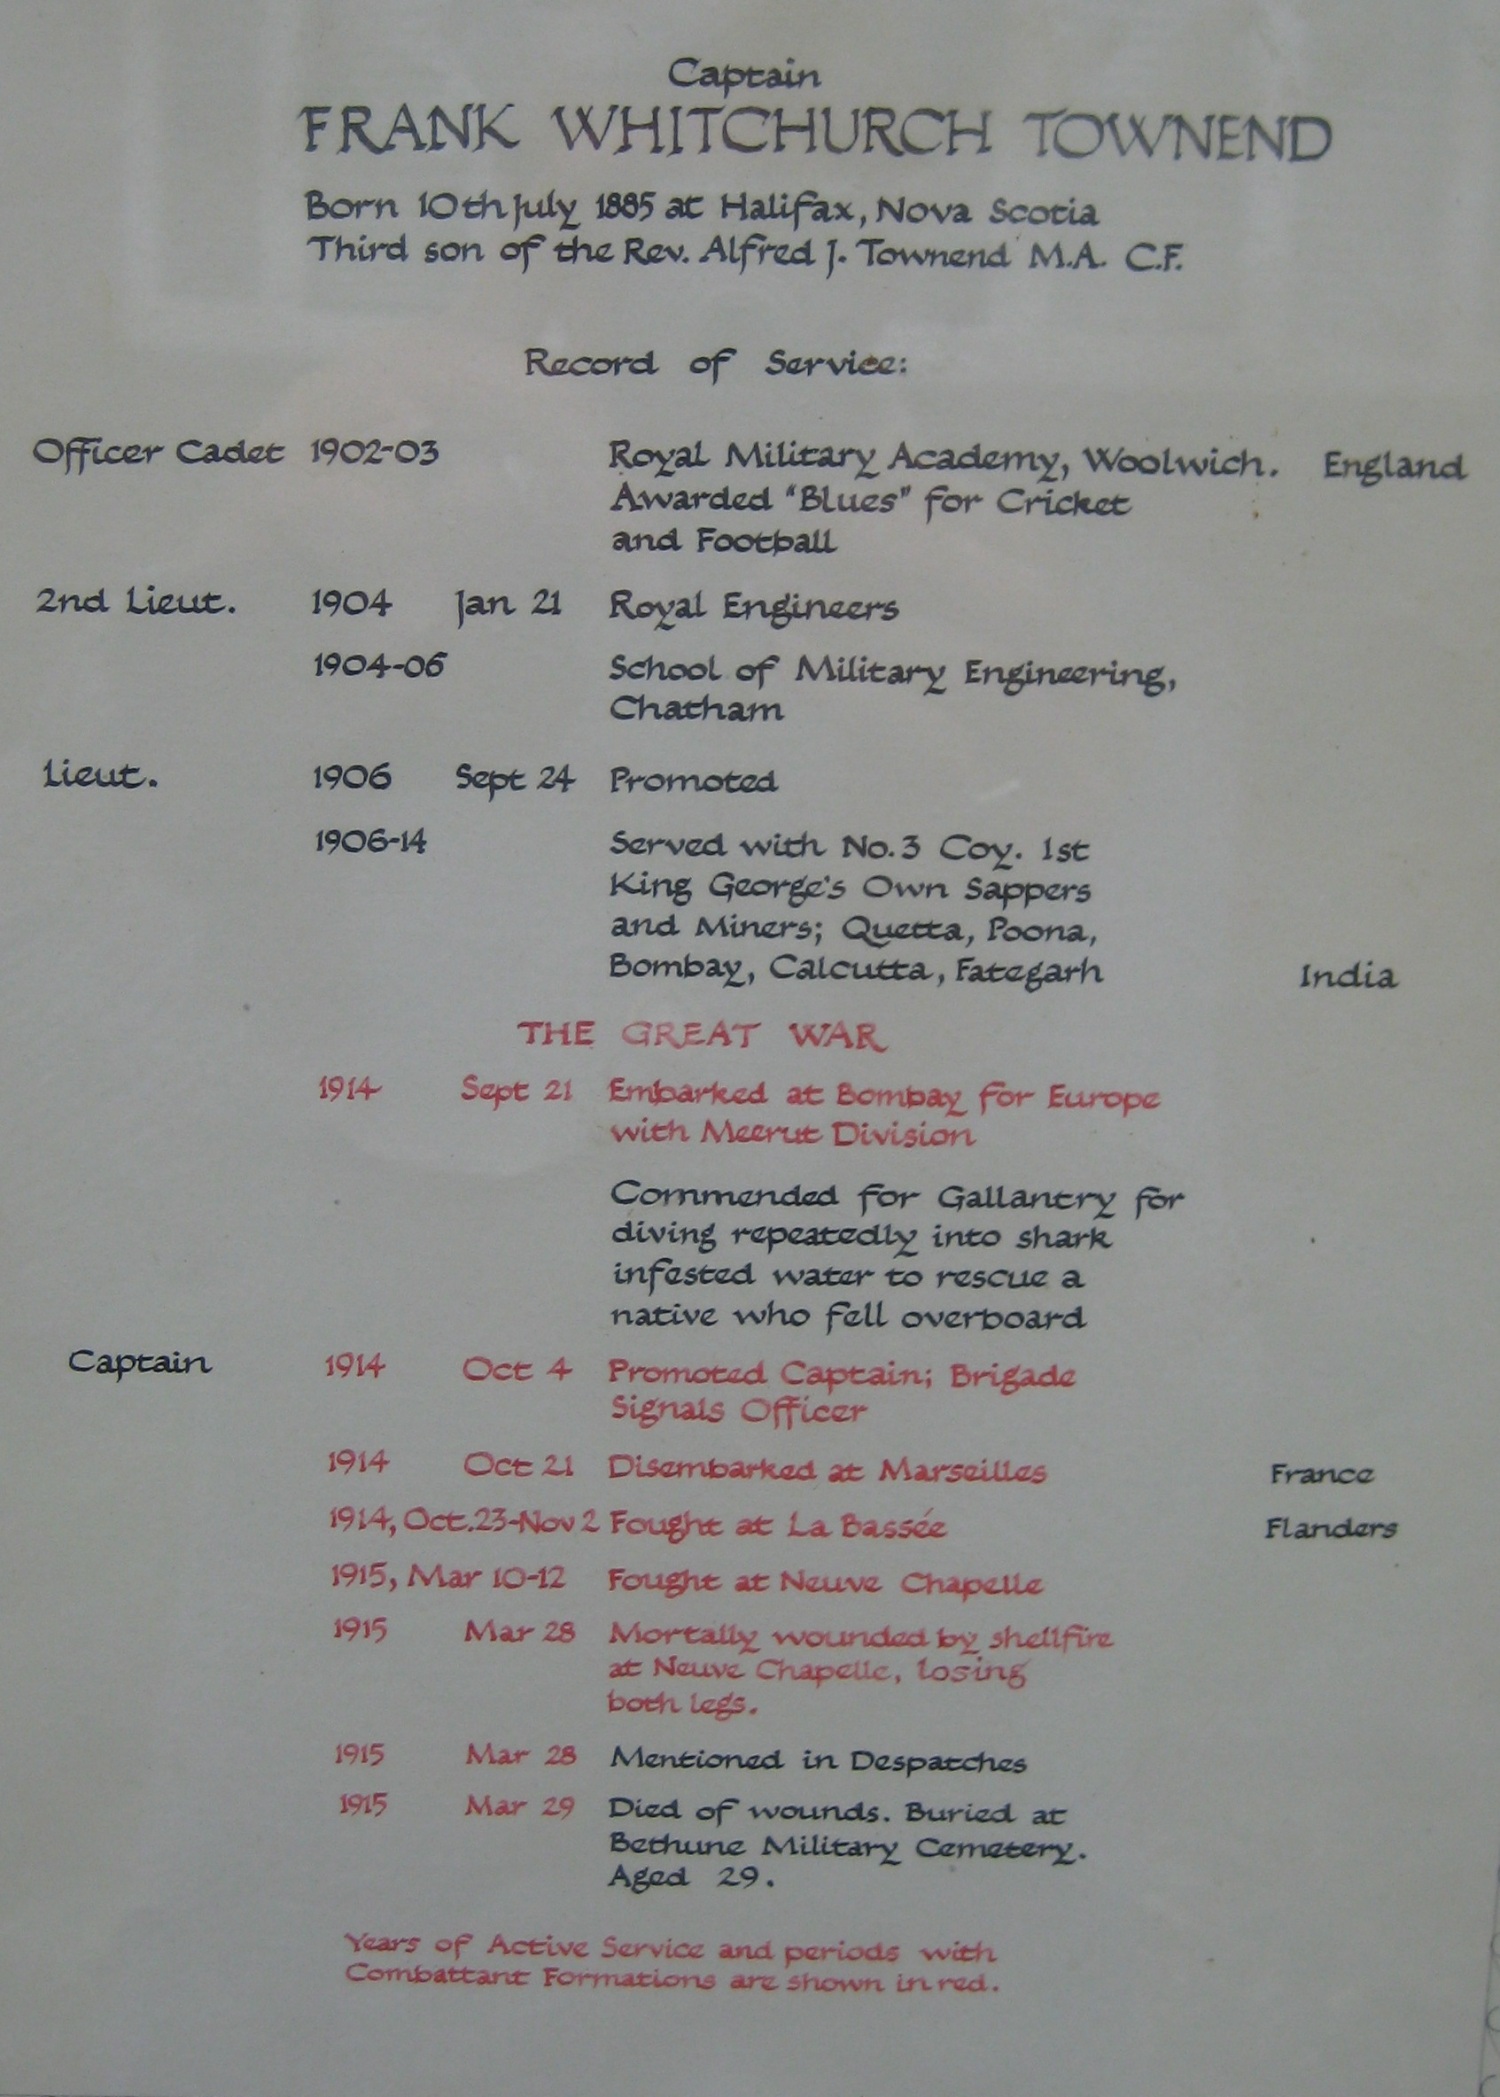 Captain
FRANK WHITCHURCH TOWNEND
Born 10th July 1885 at Halifax, Nova Scotia
Third son of the Rev. Alfred J. Townend M.A. C.F.
Record of Service:
Officer Cadet 1902-03 Royal Military Academy, Woolwich. England
Awarded "Blues" for Cricket
and Football
2nd Lieut. 1904 Jan 21 Royal Engineers
1904-06 School of Military Engineering,
Chatham
Lieut. 1906 Sept 24 Promoted
1906-14 Served with No.3 Coy. 1st
King George's Own Sappers
and Miners; Quetta, Poona,
Bombay, Calcutta, Fategarh India
THE GREAT WAR
1914 Sept 21 Embarked at Bombay for Europe
with Meerut Division
Commended for Gallantry for
diving repeatedly into shark
infested water to rescue a
native who fell overboard
Captain 1914 Oct 4 Promoted Captain; Brigade
Signals Officer
1914 Oct 21 Disembarked at Marseilles France
1914, Oct.23-Nov 2 Fought at La Bassée Flanders
1915, Mar 10-12 Fought at Neuve Chapelle
1915 Mar 28 Mortally wounded by shellfire
at Neuve Chapelle, losing
both legs.
1915 Mar 28 Mentioned in Despatches
1915 Mar 29 Died of wounds. Buried at
Bethune Military Cemetery.
Aged 29.
Years of Active Service and periods with
Combattant Formations are shown in red.